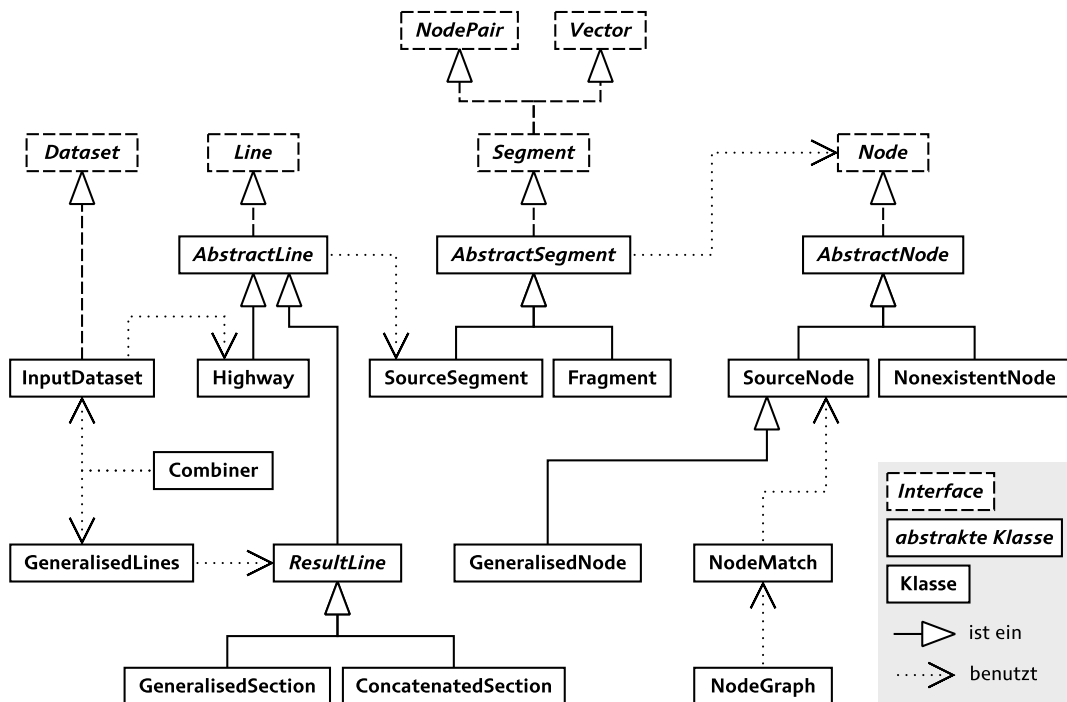 NodePair
Vector
Dataset
Line
Segment
Node
AbstractLine
AbstractSegment
AbstractNode
InputDataset
Highway
SourceSegment
Fragment
SourceNode
NonexistentNode
Combiner
GeneralisedLines
ResultLine
GeneralisedNode
NodeMatch
GeneralisedSection
ConcatenatedSection
NodeGraph
Interface
abstrakte Klasse
Klasse
ist ein
benutzt